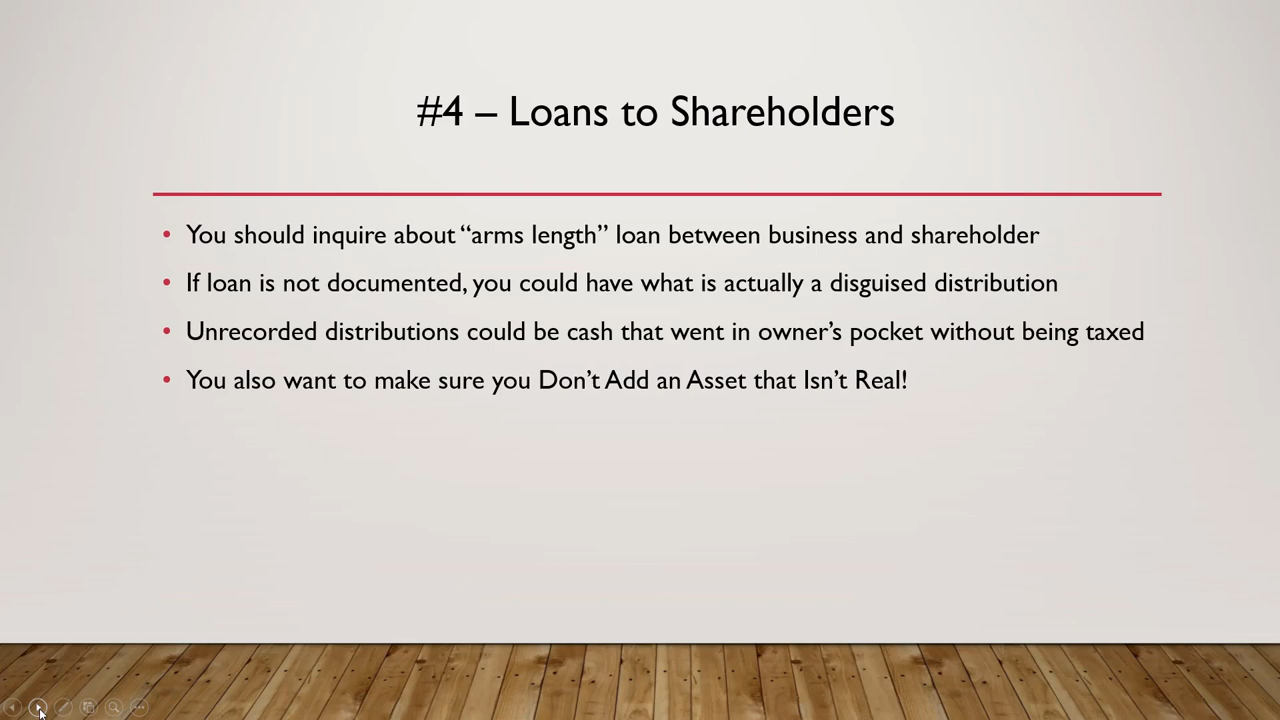 #4 – Loans to Shareholders
• You should inquire about “arms length” loan between business and shareholder
• If loan is not documented, you could have what is actually a disguised distribution
• Unrecorded distributions could be cash that went in owner’s pocket without being taxed
• You also want to make sure you Don’t Add an Asset that Isn’t Real!